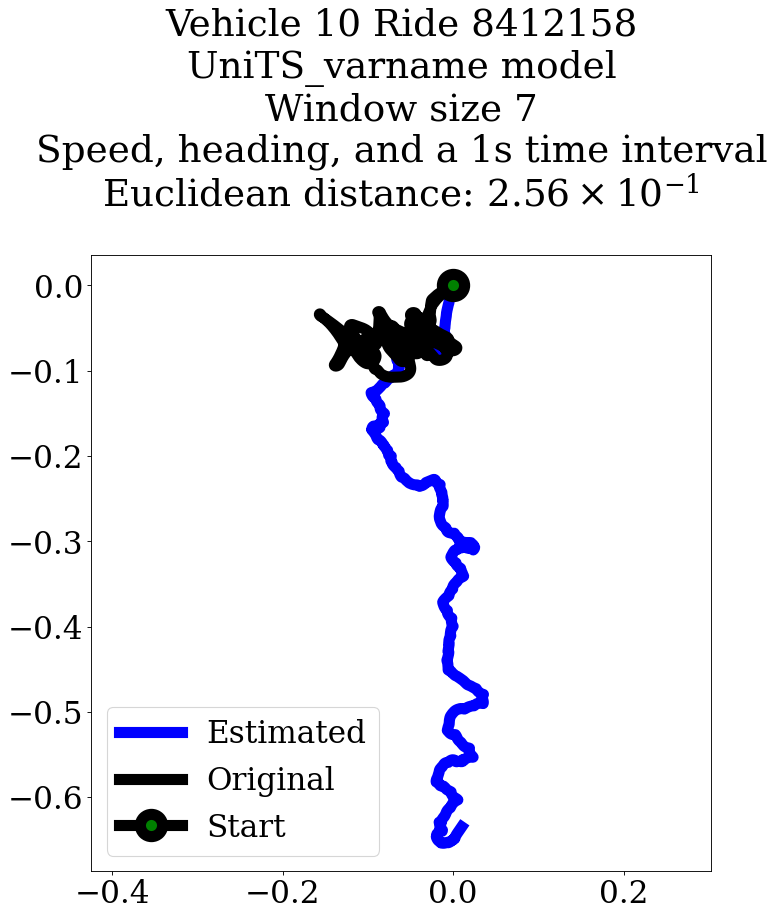 Vehicle 10 Ride 8412158
UniTS_varname model
Window size 7
Speed, heading, and a 1s time interval
Euclidean distance: 2.56 × 10⁻¹
0.0
−0.1
−0.2
−0.3
−0.4
−0.5
−0.6
Estimated
Original
Start
−0.4 −0.2 0.0 0.2